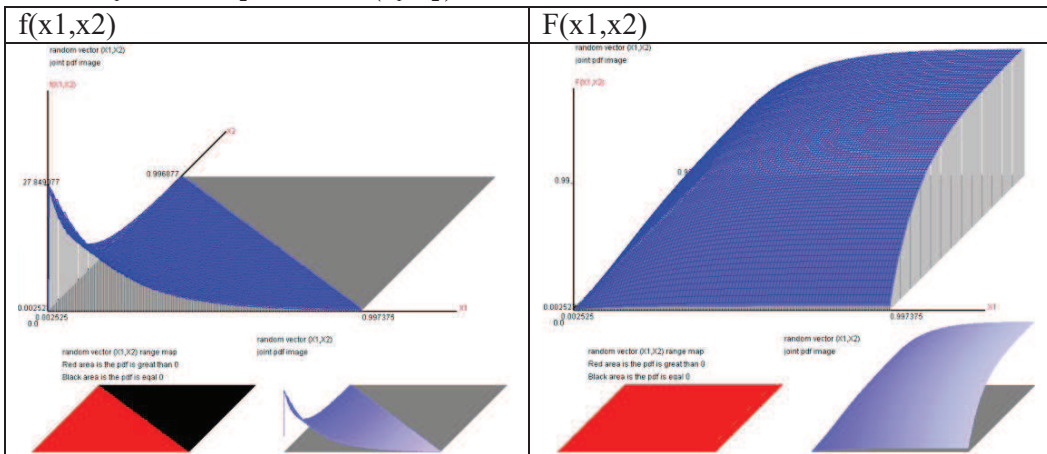 f(x1,x2)
random vector (X1,X2)
joint pdf image
f(X1,X2)
X2
0.996877
27.849077
0.002525
0.002525
0.0
0.997375
X1
random vector (X1,X2)
joint pdf image
random vector (X1,X2) range map
Red area is the pdf is great than 0
Black area is the pdf is eqal 0
F(x1,x2)
random vector (X1,X2)
joint pdf image
F(X1,X2)
0.99
0.002525
0.002525
0.0
0.997375
X1
random vector (X1,X2)
joint pdf image
random vector (X1,X2) range map
Red area is the pdf is great than 0
Black area is the pdf is eqal 0